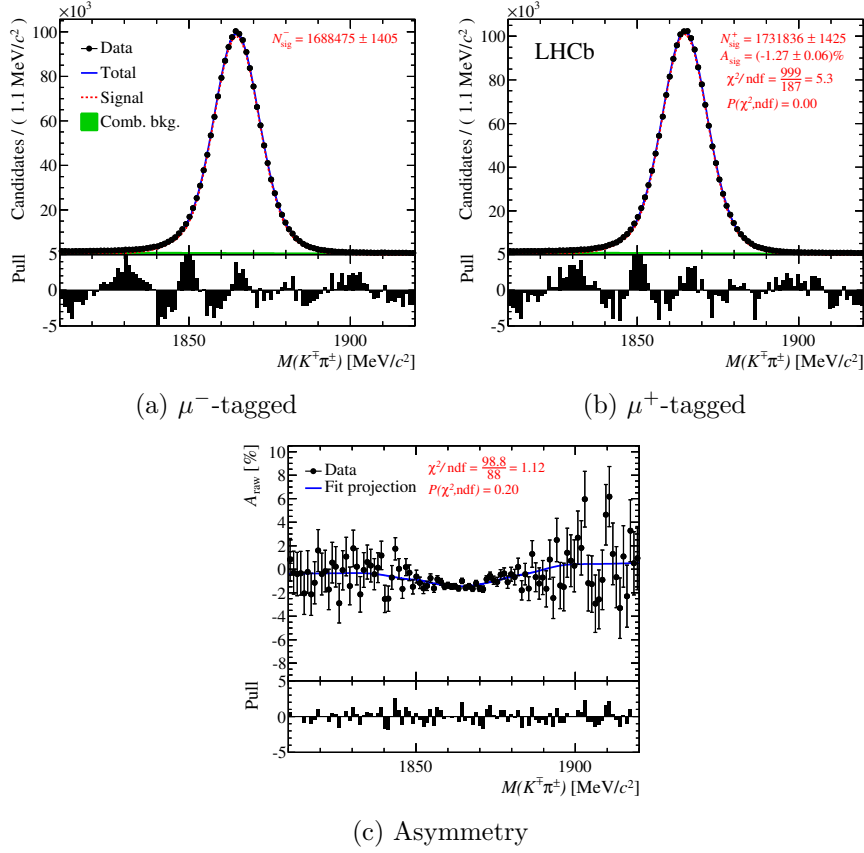 ×10³
Candidates / ( 1.1 MeV/c²)
100
80
60
40
20
N⁻sig = 1688475 ± 1405
Data
Total
Signal
Comb. bkg.
Pull
5
0
-5
1850
1900
M(K∓π±) [MeV/c²]
(a) μ⁻-tagged
×10³
Candidates / ( 1.1 MeV/c²)
100
80
60
40
20
LHCb
N⁺sig = 1731836 ± 1425
Asig = (-1.27 ± 0.06)%
χ²/ ndf = 999/187 = 5.3
P(χ²,ndf) = 0.00
Pull
5
0
-5
1850
1900
M(K∓π±) [MeV/c²]
(b) μ⁺-tagged
Araw [%]
10
8
6
4
2
0
-2
-4
-6
-8
Data
Fit projection
χ²/ ndf = 98.8/88 = 1.12
P(χ²,ndf) = 0.20
Pull
5
0
-5
1850
1900
M(K∓π±) [MeV/c²]
(c) Asymmetry